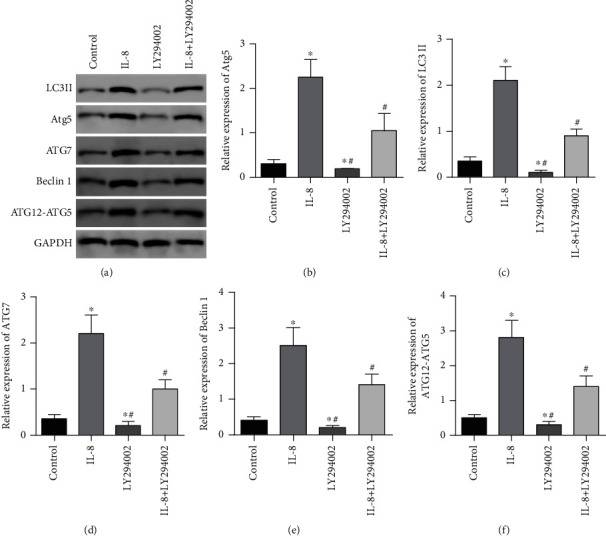 Control
IL-8
LY294002
IL-8+LY294002
LC3II
Atg5
ATG7
Beclin 1
ATG12-ATG5
GAPDH
(a)
Relative expression of Atg5
3
2
1
0
*
*#
#
Control
IL-8
LY294002
IL-8+LY294002
(b)
Relative expression of LC3 II
3
2
1
0
*
*#
#
Control
IL-8
LY294002
IL-8+LY294002
(c)
Relative expression of ATG7
3
2
1
0
*
*#
#
Control
IL-8
LY294002
IL-8+LY294002
(d)
Relative expression of Beclin 1
4
3
2
1
0
*
*#
#
Control
IL-8
LY294002
IL-8+LY294002
(e)
Relative expression of
ATG12-ATG5
4
3
2
1
0
*
*#
#
Control
IL-8
LY294002
IL-8+LY294002
(f)